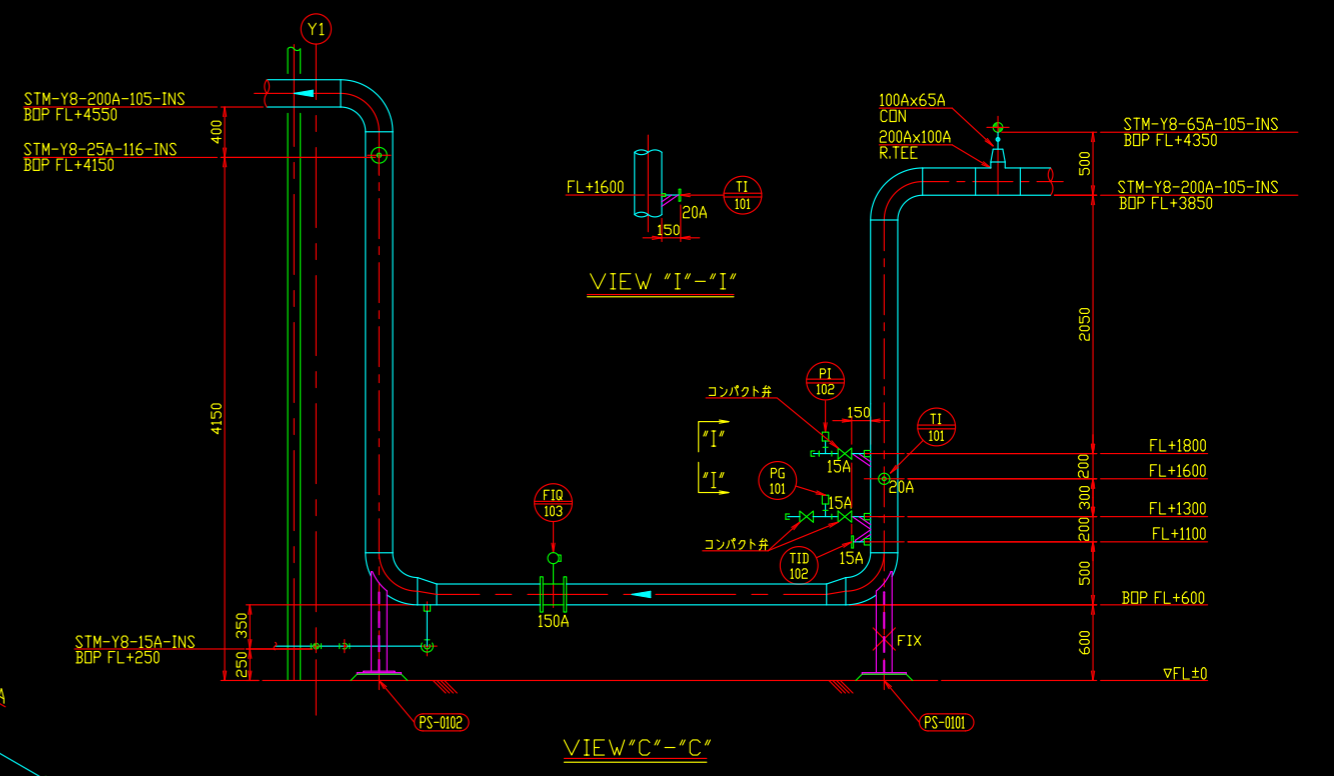 Y1
STM-Y8-200A-105-INS
BOP FL+4550
400
STM-Y8-25A-116-INS
BOP FL+4150
4150
FL+1600
TI
101
20A
150
VIEW "I"-"I"
100Ax65A
CON
200Ax100A
R.TEE
STM-Y8-65A-105-INS
BOP FL+4350
500
STM-Y8-200A-105-INS
BOP FL+3850
2050
PI
102
コンパクト弁
150
TI
101
"I"
"I"
15A
FL+1800
200
FL+1600
20A
PG
101
15A
300
FL+1300
200
FL+1100
コンパクト弁
TID
102
15A
FIQ
103
500
BOP FL+600
150A
350
STM-Y8-15A-INS
BOP FL+250
250
FIX
600
▽FL±0
A
PS-0102
PS-0101
VIEW"C"-"C"